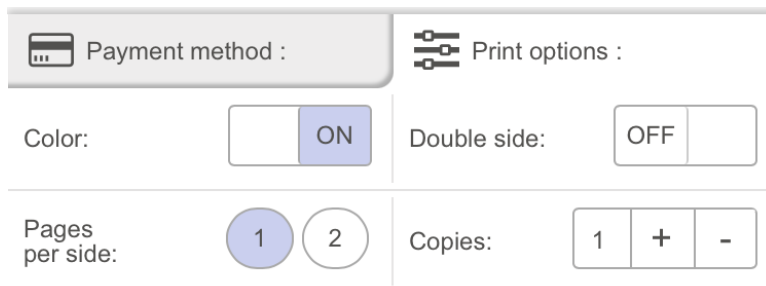 Payment method :
Print options :
Color:
ON
Double side:
OFF
Pages
per side:
1
2
Copies:
1
+
-